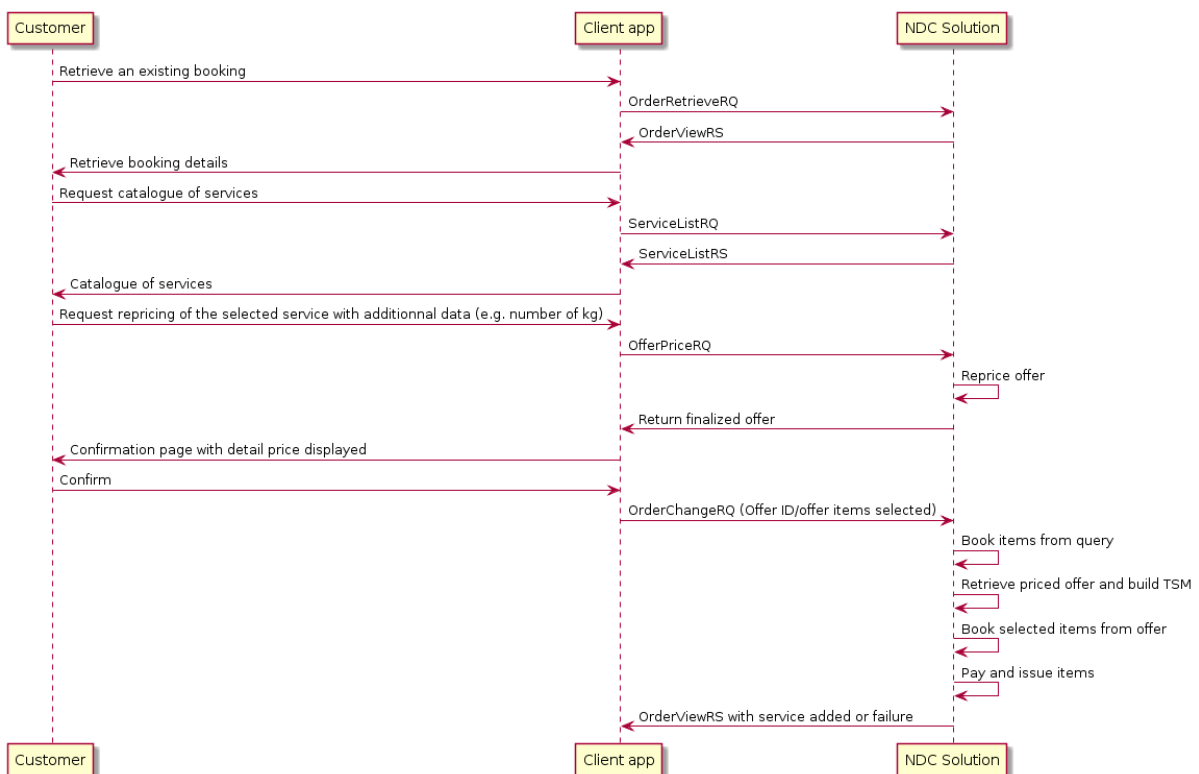 Customer
Client app
NDC Solution
Retrieve an existing booking
OrderRetrieveRQ
OrderViewRS
Retrieve booking details
Request catalogue of services
ServiceListRQ
ServiceListRS
Catalogue of services
Request repricing of the selected service with additionnal data (e.g. number of kg)
OfferPriceRQ
Reprice offer
Return finalized offer
Confirmation page with detail price displayed
Confirm
OrderChangeRQ (Offer ID/offer items selected)
Book items from query
Retrieve priced offer and build TSM
Book selected items from offer
Pay and issue items
OrderViewRS with service added or failure
Customer
Client app
NDC Solution